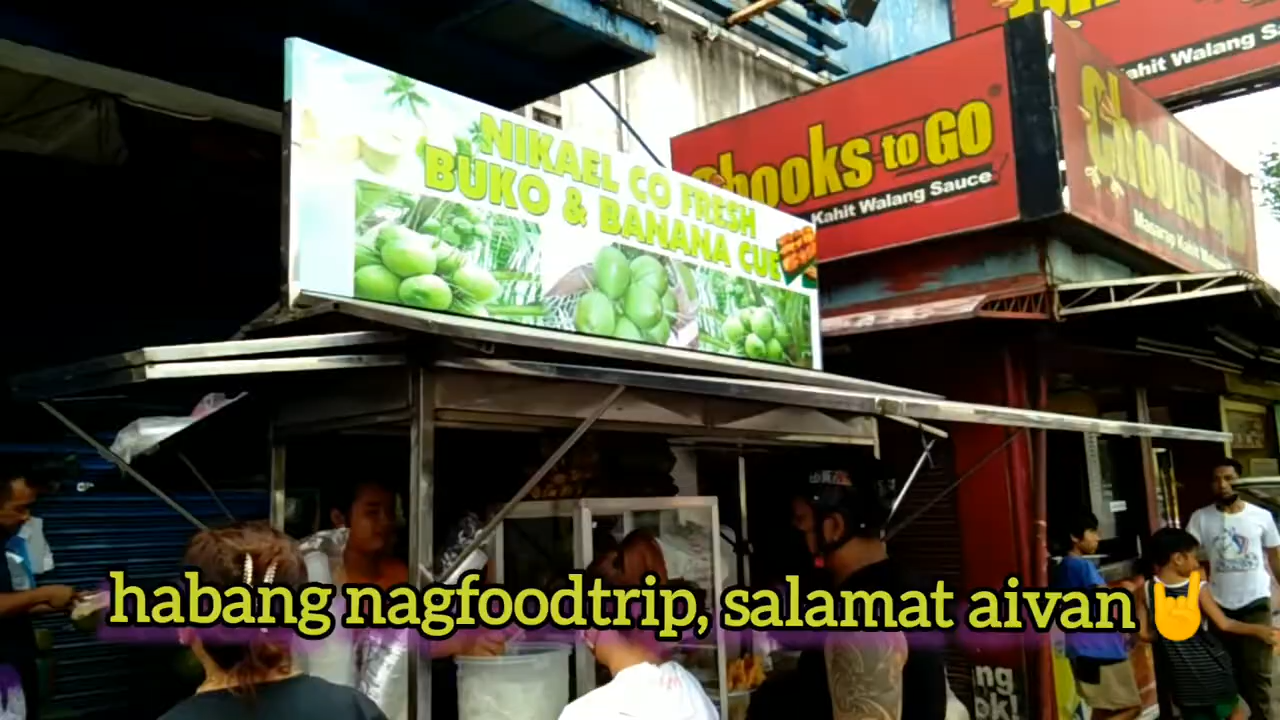 NIKAEL CO FRESH
BUKO & BANANA CUE
Chooks to GO
Kahit Walang Sauce
Chooks to GO
Masarap Kahit
Kahit Walang
habang nagfoodtrip, salamat aivan🤘